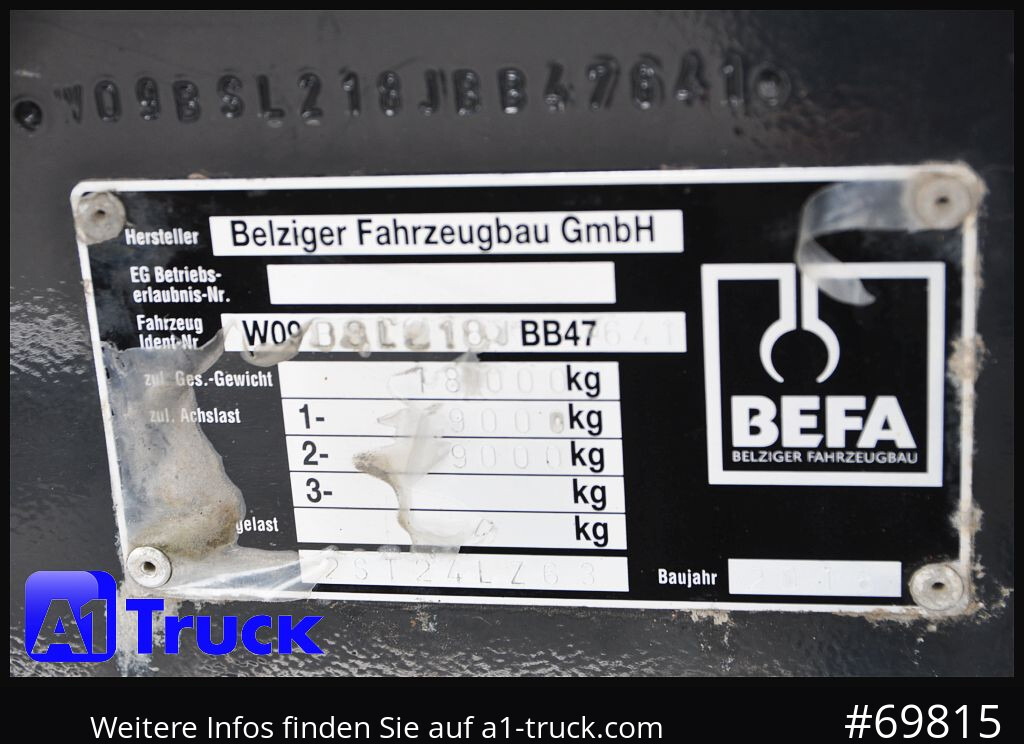 W09BSL218JBB47641
Hersteller Belziger Fahrzeugbau GmbH
EG Betriebs-
erlaubnis-Nr.
Fahrzeug
Ident-Nr. W09BSL218J BB47641
zul. Ges.-Gewicht 18000 kg
zul. Achslast 1- 9000 kg
2- 9000 kg
3- kg
kg
2ST24LZ63
Baujahr
BEFA
BELZIGER FAHRZEUGBAU
A1 Truck
Weitere Infos finden Sie auf a1-truck.com
#69815